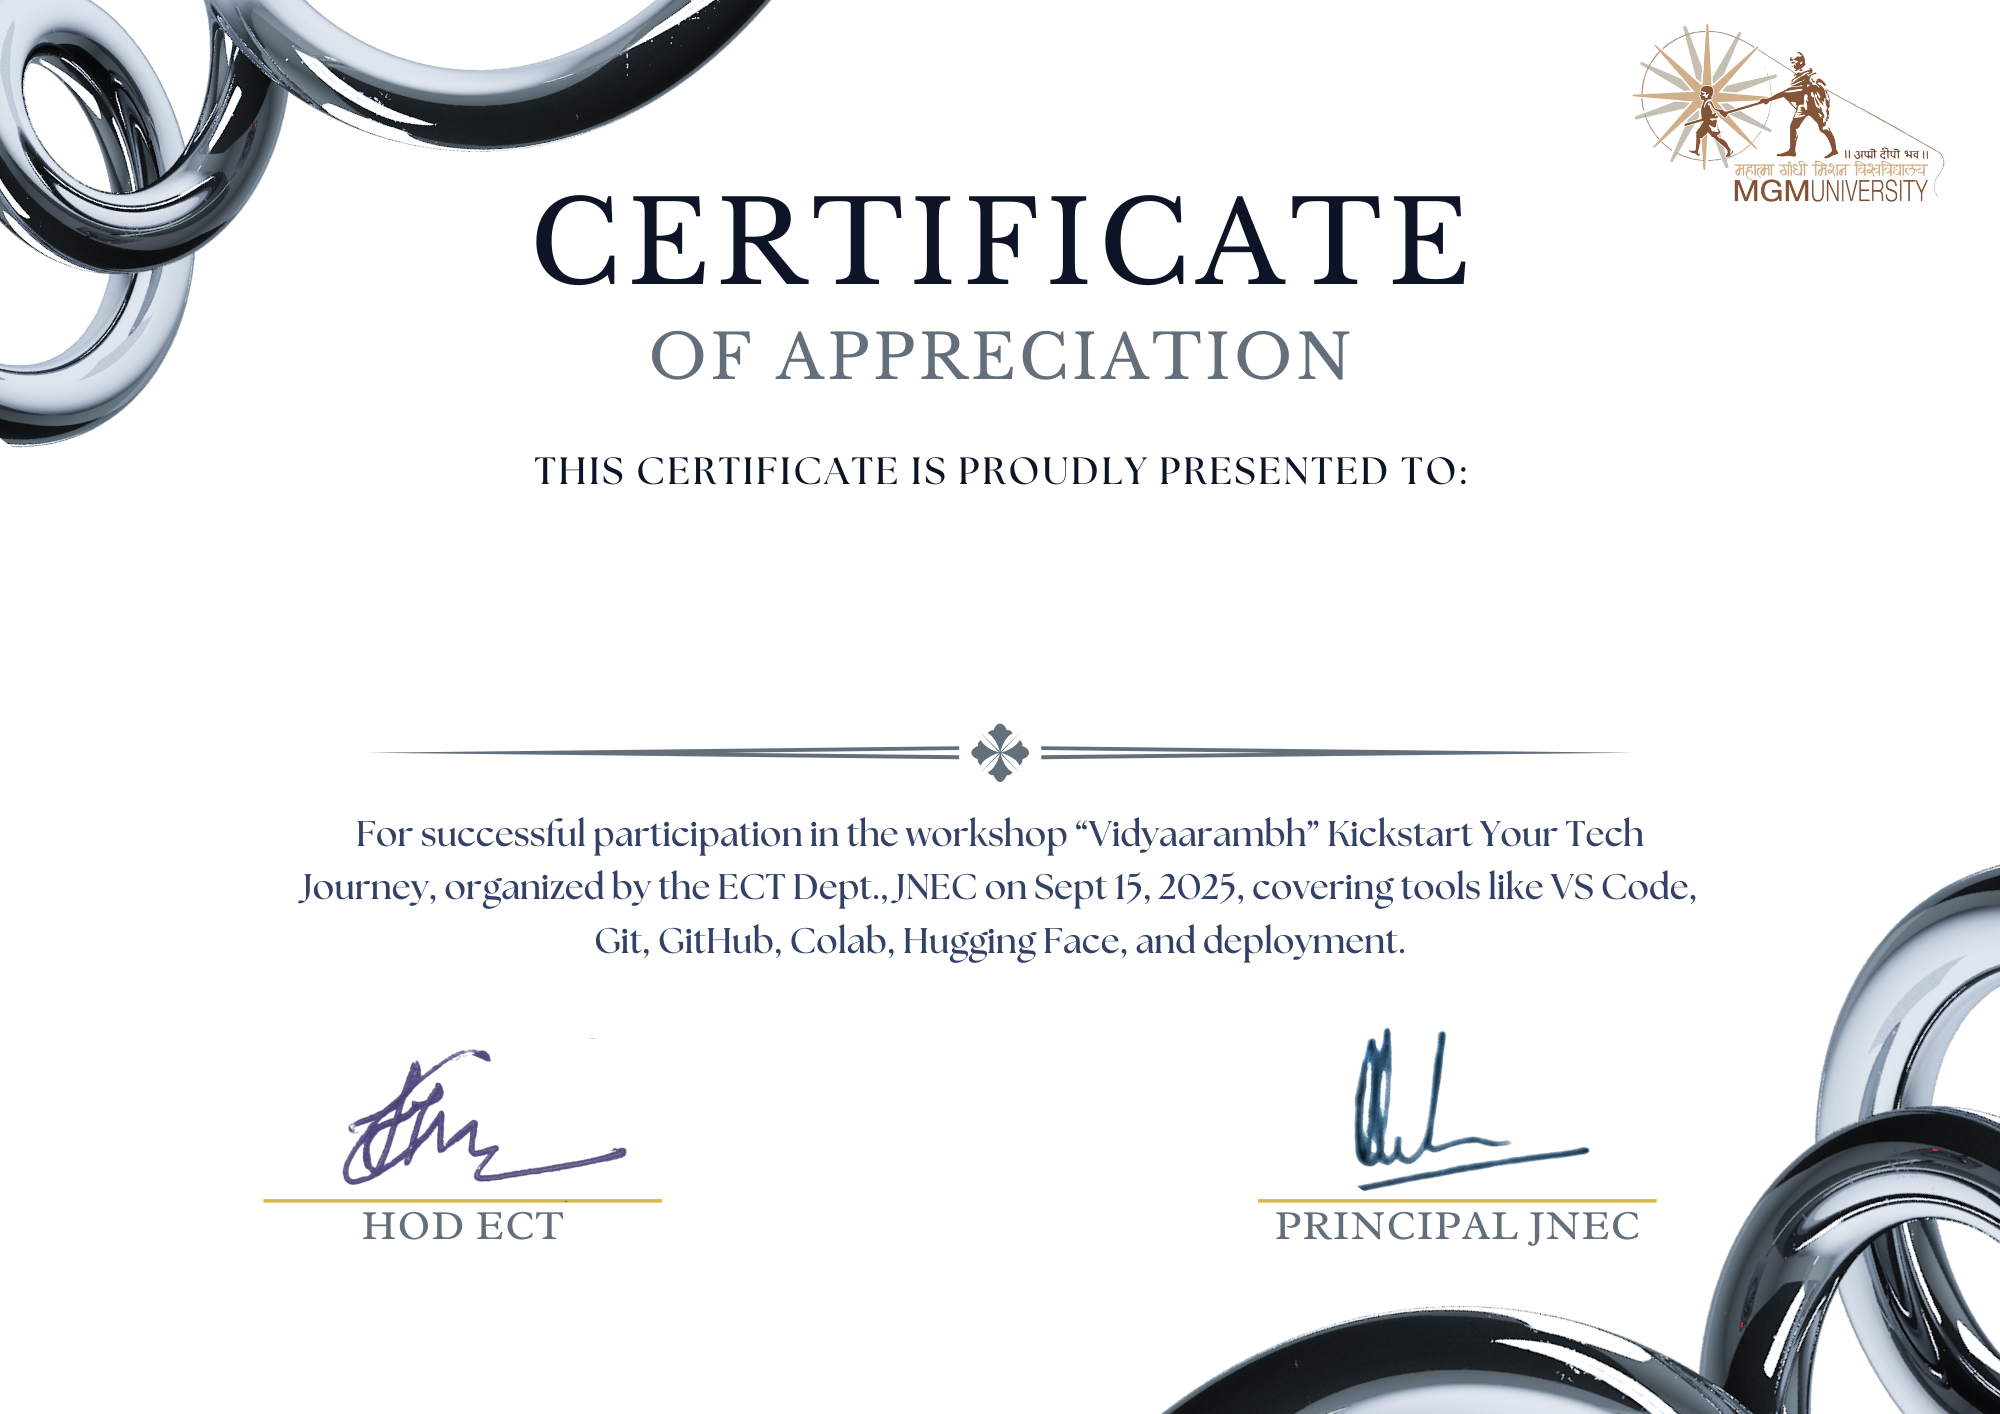 ॥ अप्पो दीपो भव ॥
महात्मा गांधी मिशन विश्वविद्यालय
MGMUNIVERSITY
CERTIFICATE
OF APPRECIATION
THIS CERTIFICATE IS PROUDLY PRESENTED TO:
For successful participation in the workshop “Vidyaarambh” Kickstart Your Tech
Journey, organized by the ECT Dept., JNEC on Sept 15, 2025, covering tools like VS Code,
Git, GitHub, Colab, Hugging Face, and deployment.
HOD ECT
PRINCIPAL JNEC